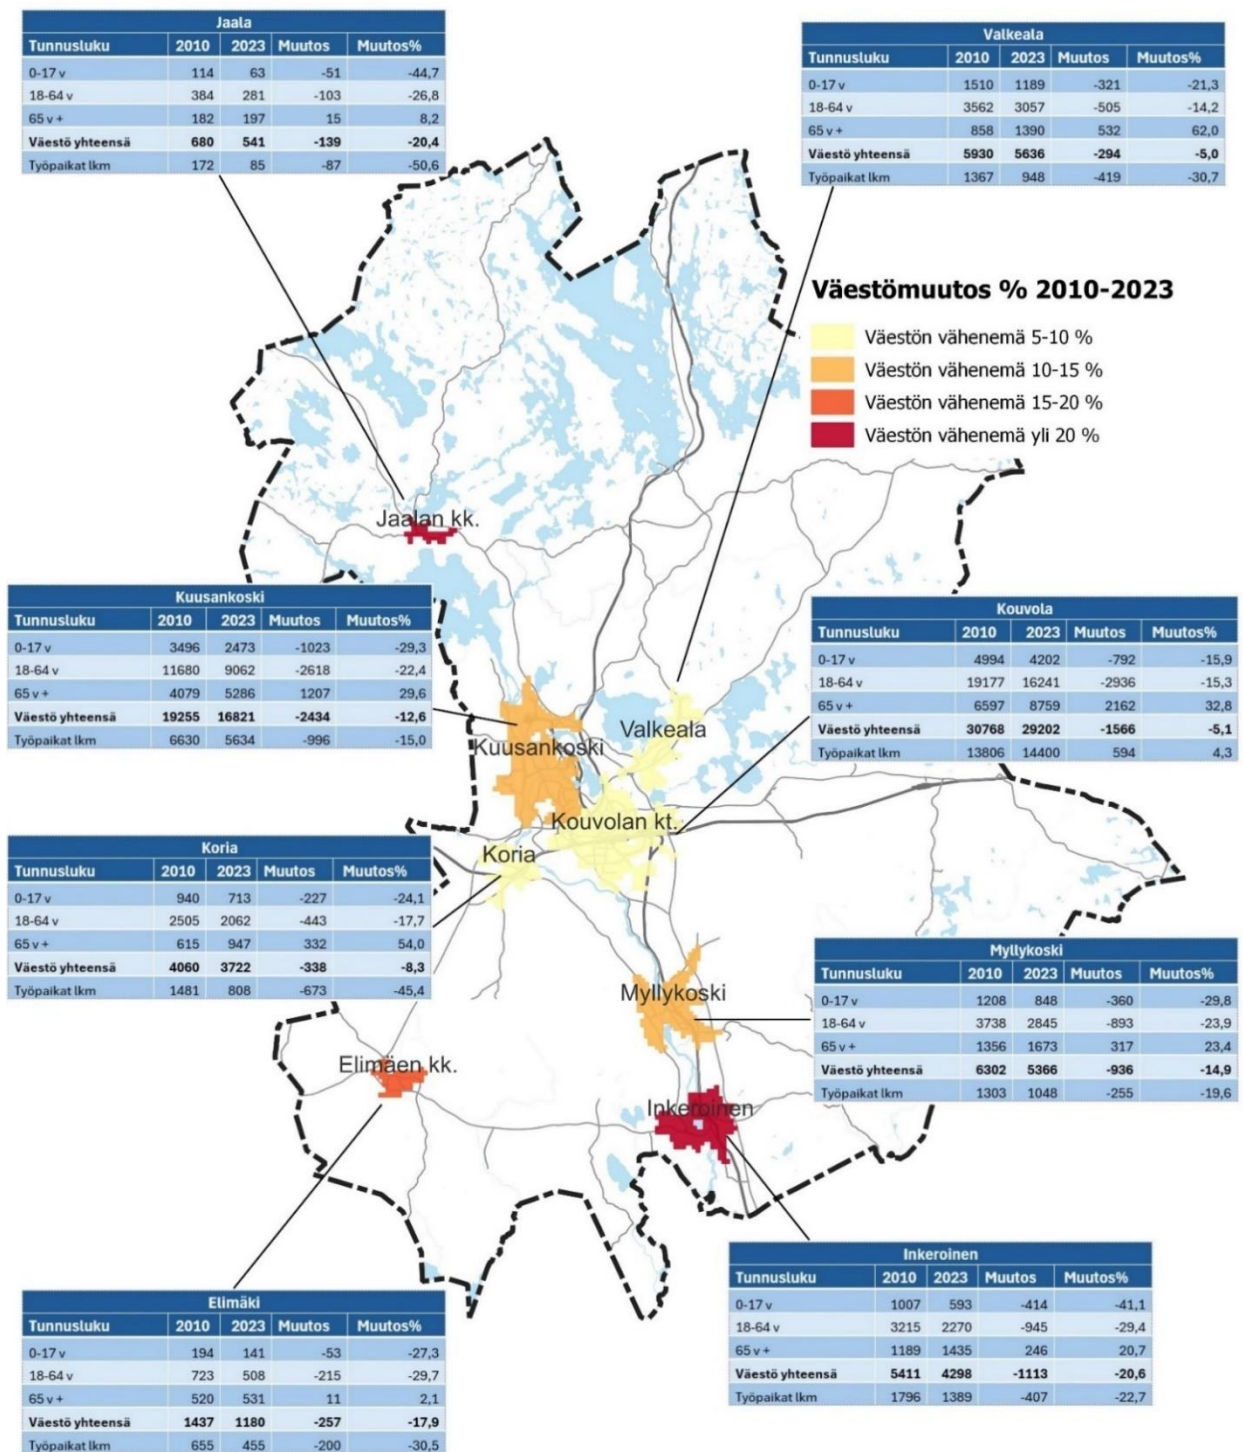 Jaala
Tunnusluku 2010 2023 Muutos Muutos%
0-17 v 114 63 -51 -44,7
18-64 v 384 281 -103 -26,8
65 v + 182 197 15 8,2
Väestö yhteensä 680 541 -139 -20,4
Työpaikat lkm 172 85 -87 -50,6
Valkeala
Tunnusluku 2010 2023 Muutos Muutos%
0-17 v 1510 1189 -321 -21,3
18-64 v 3562 3057 -505 -14,2
65 v + 858 1390 532 62,0
Väestö yhteensä 5930 5636 -294 -5,0
Työpaikat lkm 1367 948 -419 -30,7
Väestömuutos % 2010-2023
Väestön vähenemä 5-10 %
Väestön vähenemä 10-15 %
Väestön vähenemä 15-20 %
Väestön vähenemä yli 20 %
Jaalan kk.
Kuusankoski
Tunnusluku 2010 2023 Muutos Muutos%
0-17 v 3496 2473 -1023 -29,3
18-64 v 11680 9062 -2618 -22,4
65 v + 4079 5286 1207 29,6
Väestö yhteensä 19255 16821 -2434 -12,6
Työpaikat lkm 6630 5634 -996 -15,0
Kouvola
Tunnusluku 2010 2023 Muutos Muutos%
0-17 v 4994 4202 -792 -15,9
18-64 v 19177 16241 -2936 -15,3
65 v + 6597 8759 2162 32,8
Väestö yhteensä 30768 29202 -1566 -5,1
Työpaikat lkm 13806 14400 594 4,3
Valkeala
Kuusankoski
Kouvolan kt.
Koria
Koria
Tunnusluku 2010 2023 Muutos Muutos%
0-17 v 940 713 -227 -24,1
18-64 v 2505 2062 -443 -17,7
65 v + 615 947 332 54,0
Väestö yhteensä 4060 3722 -338 -8,3
Työpaikat lkm 1481 808 -673 -45,4
Myllykoski
Tunnusluku 2010 2023 Muutos Muutos%
0-17 v 1208 848 -360 -29,8
18-64 v 3738 2845 -893 -23,9
65 v + 1356 1673 317 23,4
Väestö yhteensä 6302 5366 -936 -14,9
Työpaikat lkm 1303 1048 -255 -19,6
Myllykoski
Elimäen kk.
Inkeroinen
Inkeroinen
Tunnusluku 2010 2023 Muutos Muutos%
0-17 v 1007 593 -414 -41,1
18-64 v 3215 2270 -945 -29,4
65 v + 1189 1435 246 20,7
Väestö yhteensä 5411 4298 -1113 -20,6
Työpaikat lkm 1796 1389 -407 -22,7
Elimäki
Tunnusluku 2010 2023 Muutos Muutos%
0-17 v 194 141 -53 -27,3
18-64 v 723 508 -215 -29,7
65 v + 520 531 11 2,1
Väestö yhteensä 1437 1180 -257 -17,9
Työpaikat lkm 655 455 -200 -30,5